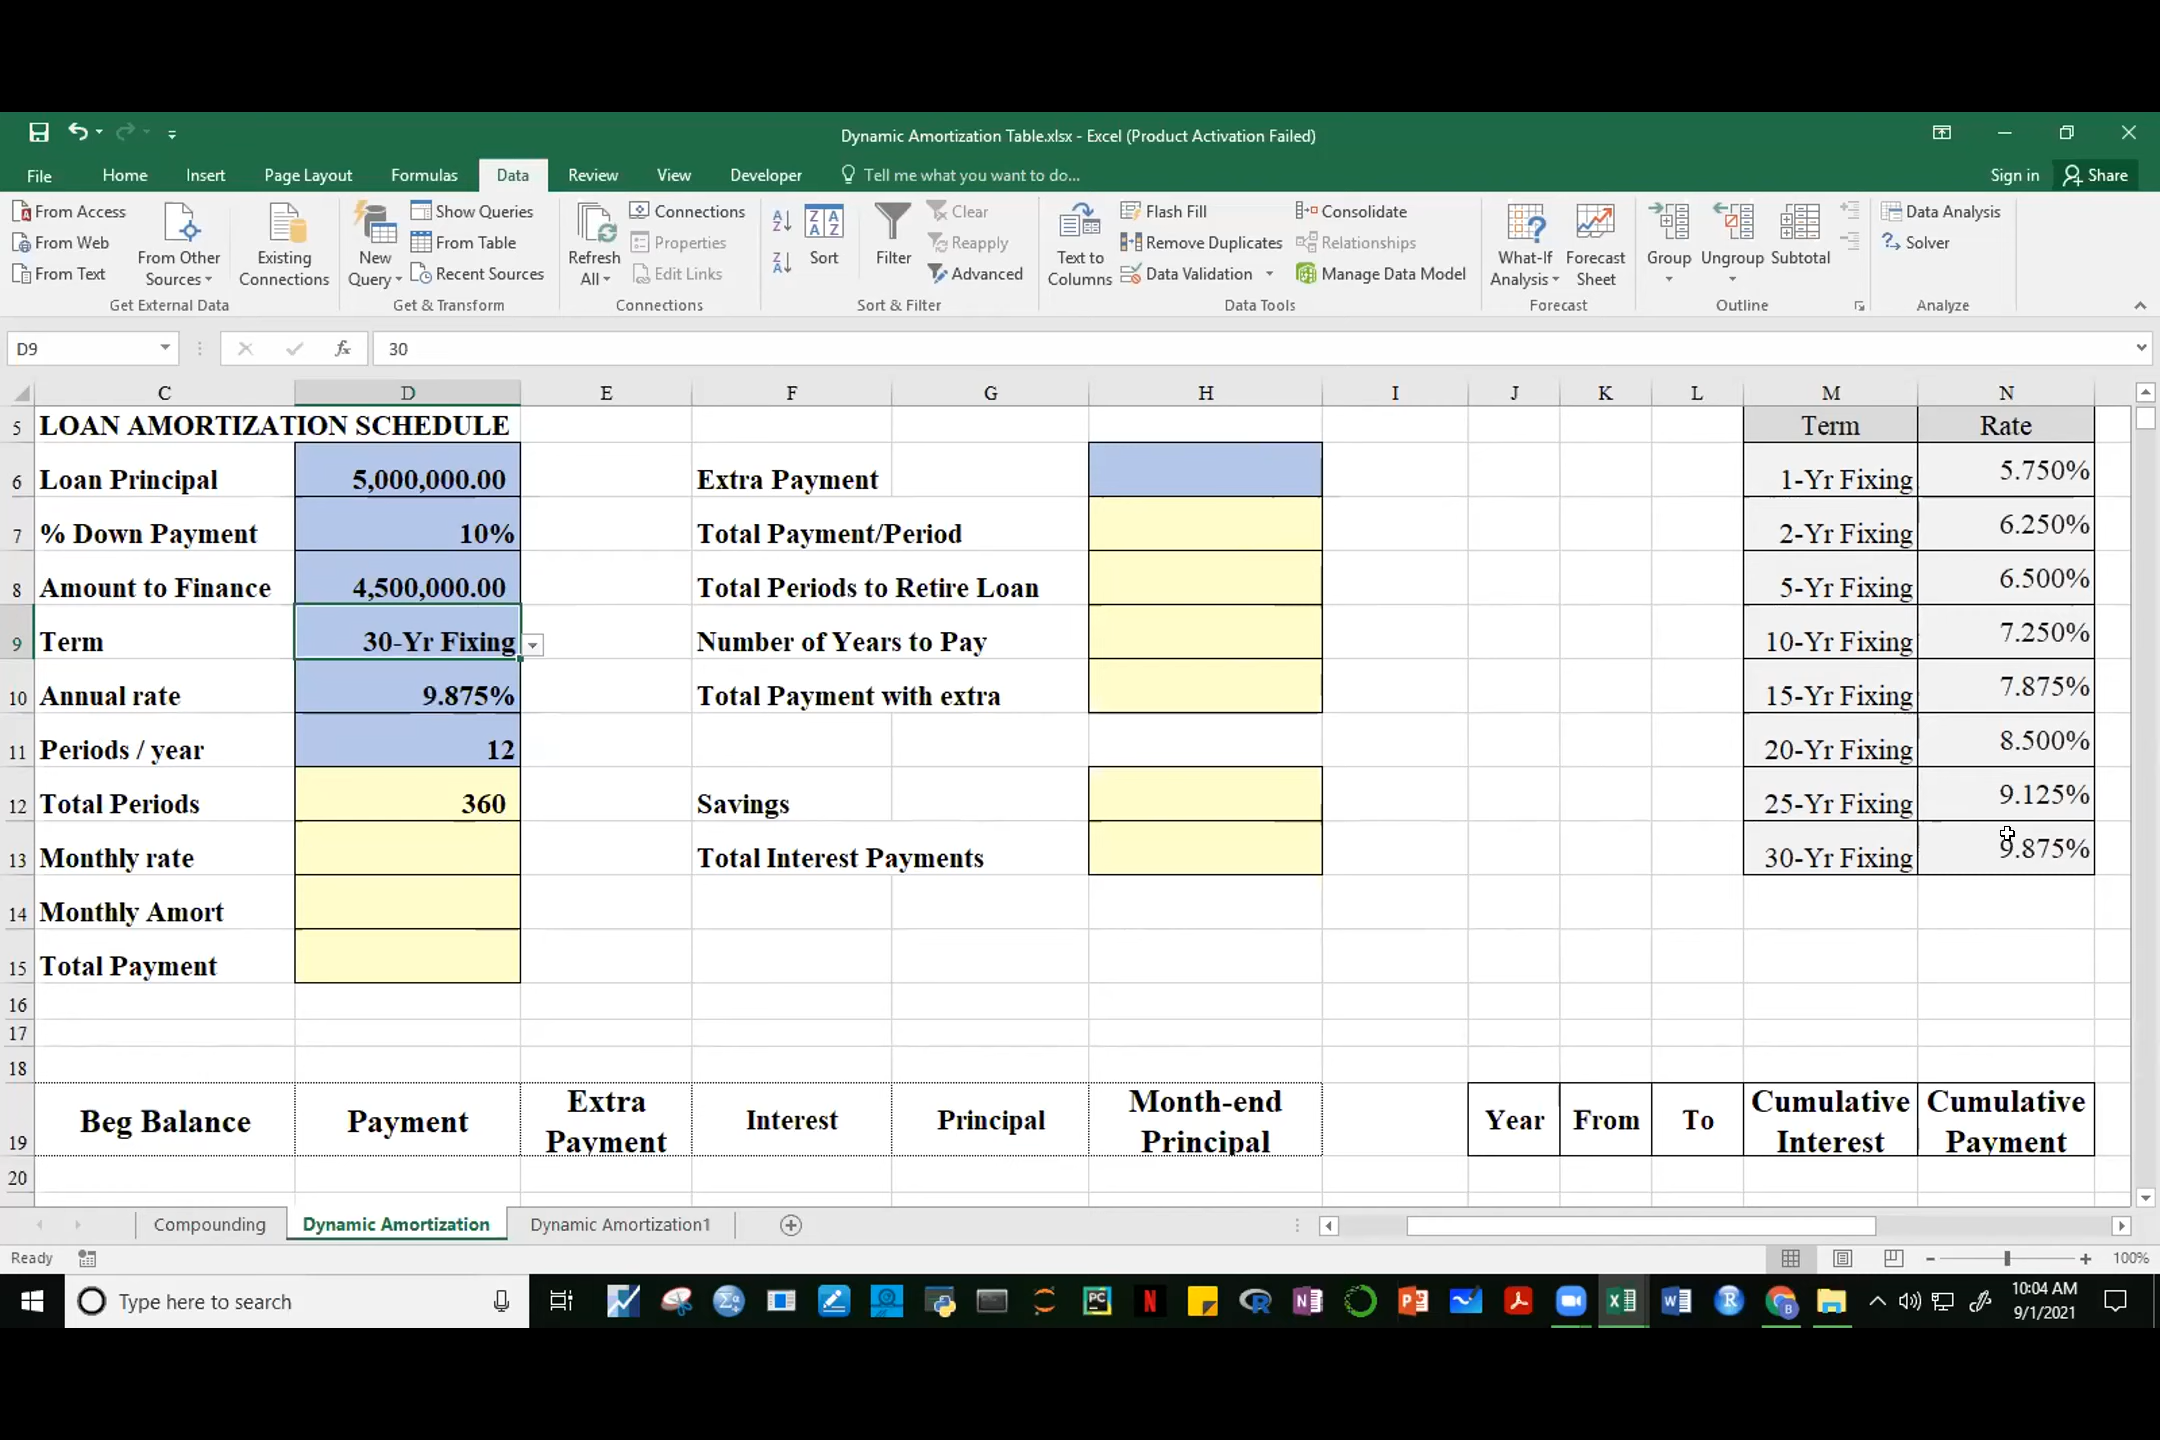 Dynamic Amortization Table.xlsx - Excel (Product Activation Failed)
File Home Insert Page Layout Formulas Data Review View Developer Tell me what you want to do... Sign in Share
From Access
From Web
From Text
From Other Sources
Existing Connections
Get External Data
New Query
Show Queries
From Table
Recent Sources
Get & Transform
Refresh All
Connections
Properties
Edit Links
Connections
Sort
Filter
Clear
Reapply
Advanced
Sort & Filter
Text to Columns
Flash Fill
Remove Duplicates
Data Validation
Consolidate
Relationships
Manage Data Model
Data Tools
What-If Analysis
Forecast Sheet
Forecast
Group
Ungroup
Subtotal
Outline
Data Analysis
Solver
Analyze
D9 fx 30
C D E F G H I J K L M N
5 LOAN AMORTIZATION SCHEDULE Term Rate
6 Loan Principal 5,000,000.00 Extra Payment 1-Yr Fixing 5.750%
7 % Down Payment 10% Total Payment/Period 2-Yr Fixing 6.250%
8 Amount to Finance 4,500,000.00 Total Periods to Retire Loan 5-Yr Fixing 6.500%
9 Term 30-Yr Fixing Number of Years to Pay 10-Yr Fixing 7.250%
10 Annual rate 9.875% Total Payment with extra 15-Yr Fixing 7.875%
11 Periods / year 12 20-Yr Fixing 8.500%
12 Total Periods 360 Savings 25-Yr Fixing 9.125%
13 Monthly rate Total Interest Payments 30-Yr Fixing 9.875%
14 Monthly Amort
15 Total Payment
16
17
18
19 Beg Balance Payment Extra Payment Interest Principal Month-end Principal Year From To Cumulative Interest Cumulative Payment
20
Compounding Dynamic Amortization Dynamic Amortization1
Ready 100%
Type here to search
10:04 AM
9/1/2021